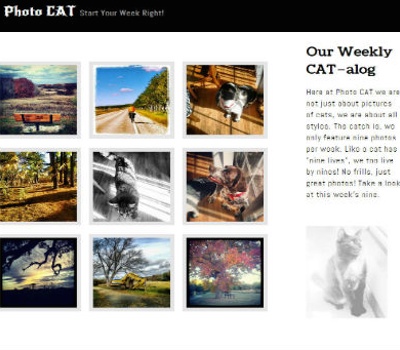 Photo CAT Start Your Week Right!
Our Weekly
CAT-alog
Here at Photo CAT we are
not just about pictures
of cats, we are about all
styles. The catch is, we
only feature nine photos
per week. Like a cat has
"nine lives", we too live
by nines! No frills, just
great photos! Take a look
at this week's nine.